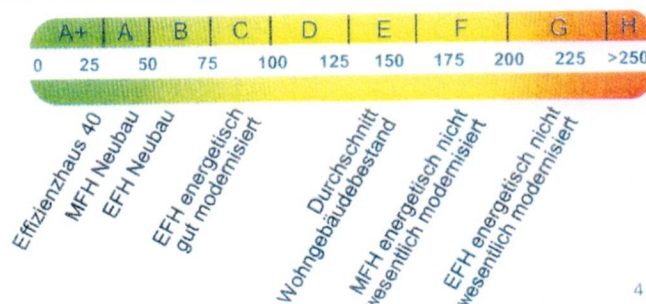 A+ A B C D E F G H
0 25 50 75 100 125 150 175 200 225 >250
Effizienzhaus 40
MFH Neubau
EFH Neubau
EFH energetisch
gut modernisiert
Durchschnitt
Wohngebäudebestand
MFH energetisch nicht
wesentlich modernisiert
EFH energetisch nicht
wesentlich modernisiert
4